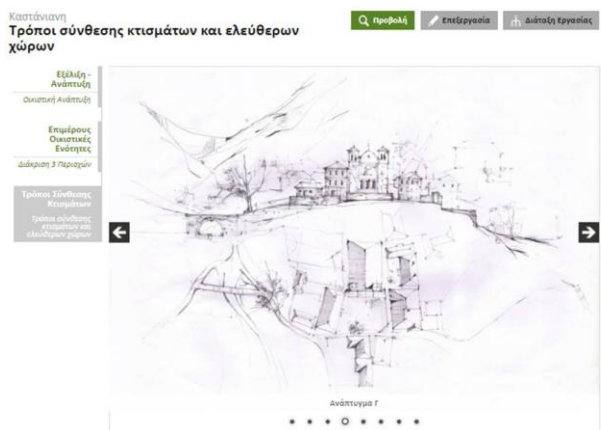 Καστάνιανη
Τρόποι σύνθεσης κτισμάτων και ελεύθερων
χώρων
Προβολή
Επεξεργασία
Διάταξη Εργασίας
Εξέλιξη -
Ανάπτυξη
Οικιστική Ανάπτυξη
Επιμέρους
Οικιστικές
Ενότητες
Διάκριση 3 Περιοχών
Τρόποι Σύνθεσης
Κτισμάτων
Τρόποι σύνθεσης
κτισμάτων και
ελεύθερων χώρων
Ανάπτυγμα Γ